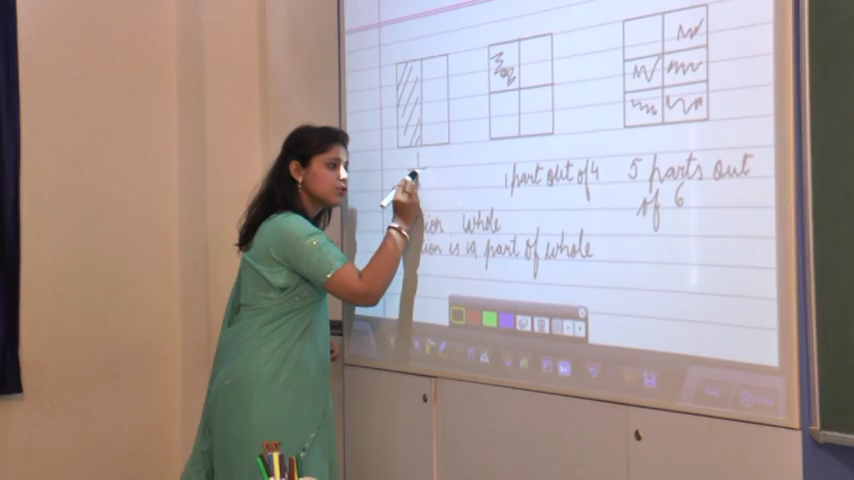 1 part out of 4
5 parts out
of 6
whole
is a part of whole